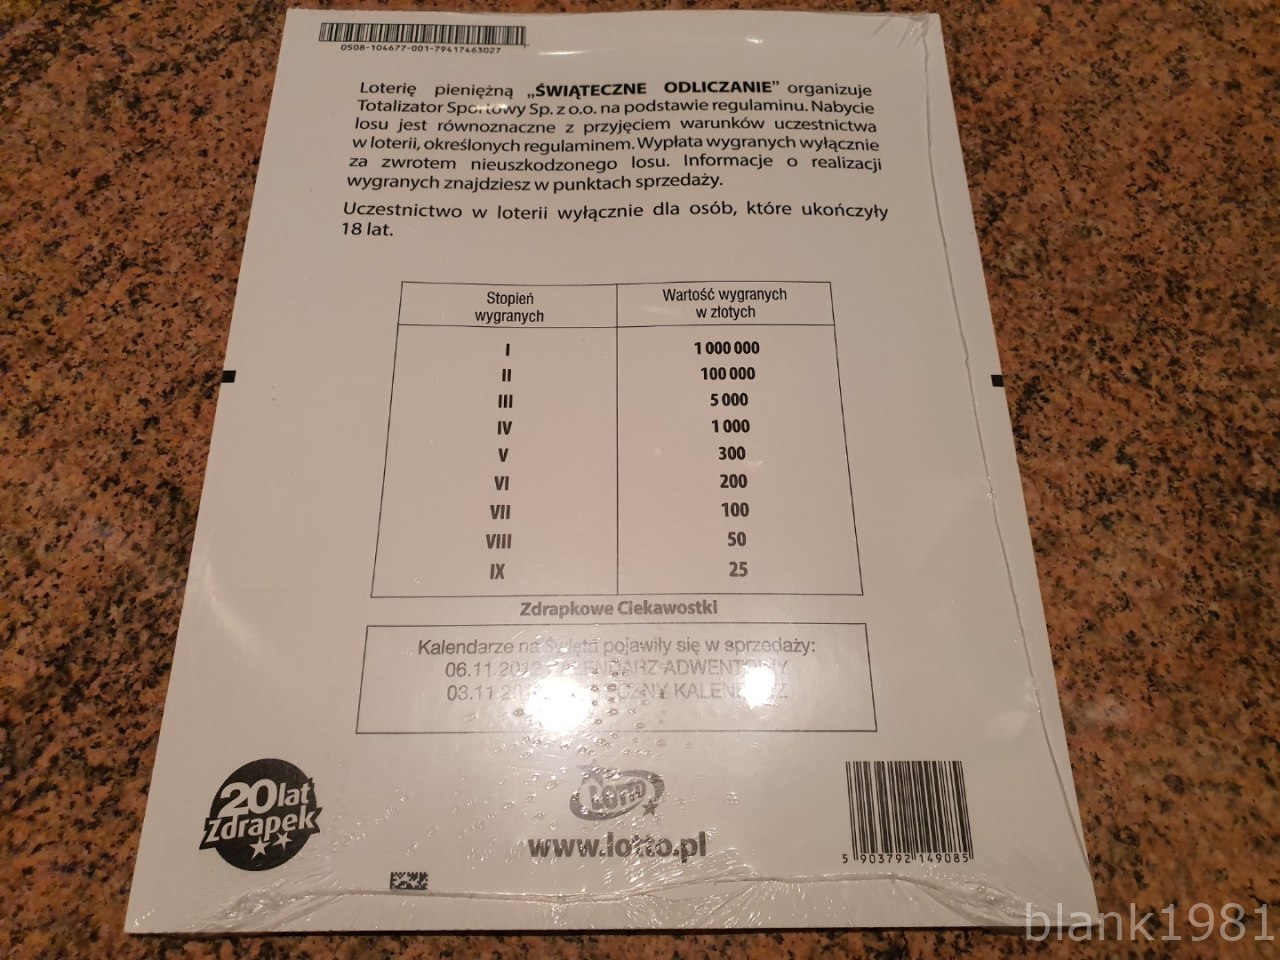 0508-104677-001-79417463027
Loterię pieniężną „ŚWIĄTECZNE ODLICZANIE” organizuje
Totalizator Sportowy Sp. z o.o. na podstawie regulaminu. Nabycie
losu jest równoznaczne z przyjęciem warunków uczestnictwa
w loterii, określonych regulaminem. Wypłata wygranych wyłącznie
za zwrotem nieuszkodzonego losu. Informacje o realizacji
wygranych znajdziesz w punktach sprzedaży.
Uczestnictwo w loterii wyłącznie dla osób, które ukończyły
18 lat.
Stopień wygranych Wartość wygranych w złotych
I 1 000 000
II 100 000
III 5 000
IV 1 000
V 300
VI 200
VII 100
VIII 50
IX 25
Zdrapkowe Ciekawostki
Kalendarze na Święta pojawiły się w sprzedaży:
ADWENTOWY
20 lat
Zdrapek
LOTTO
www.lotto.pl
5 903792 149085
blank1981